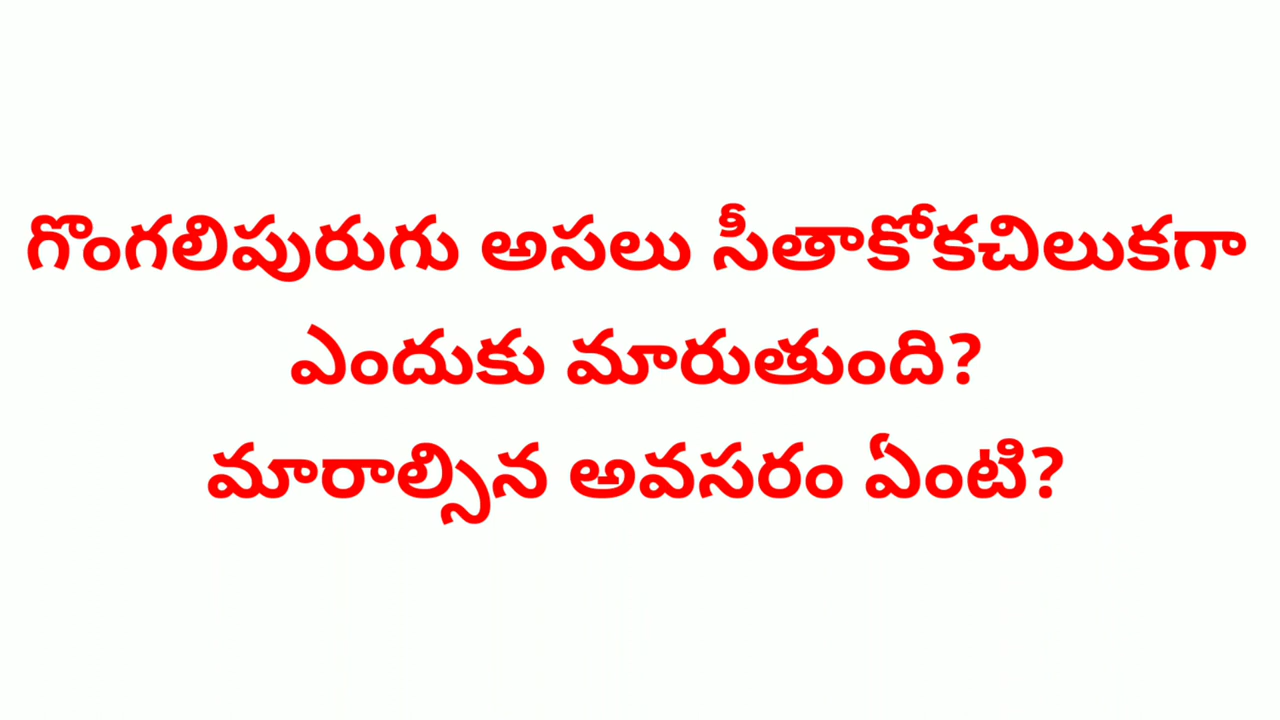 గొంగలిపురుగు అసలు సీతాకోకచిలుకగా
ఎందుకు మారుతుంది?
మారాల్సిన అవసరం ఏంటి?